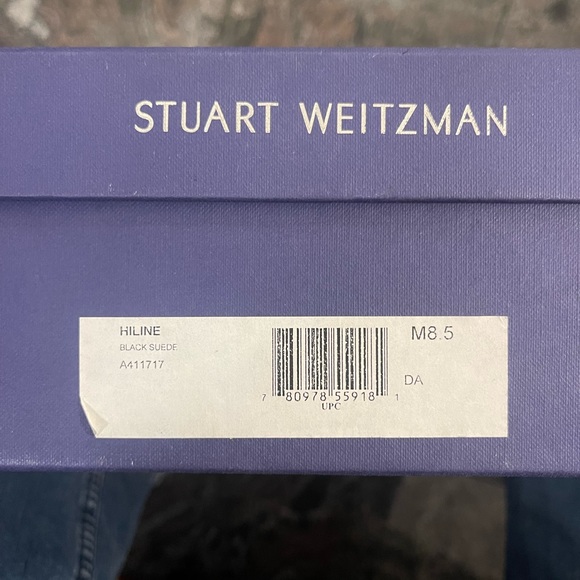 STUART WEITZMAN
HILINE
BLACK SUEDE
A411717
M8.5
DA
7 80978 55918 1
UPC